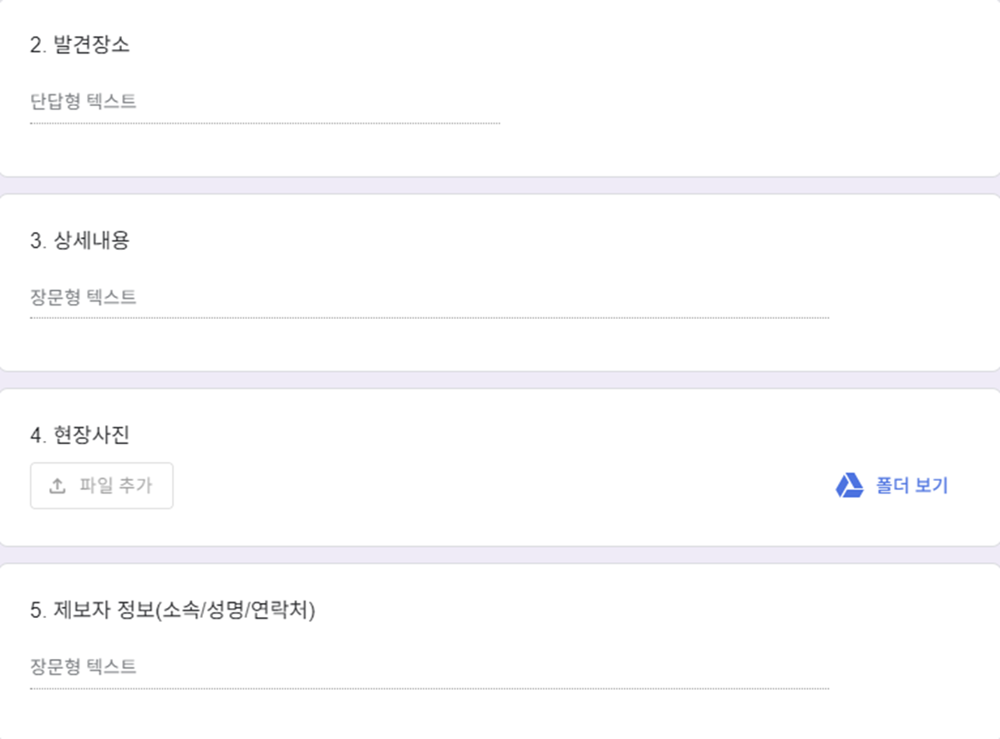 2. 발견장소
단답형 텍스트
3. 상세내용
장문형 텍스트
4. 현장사진
파일 추가
폴더 보기
5. 제보자 정보(소속/성명/연락처)
장문형 텍스트